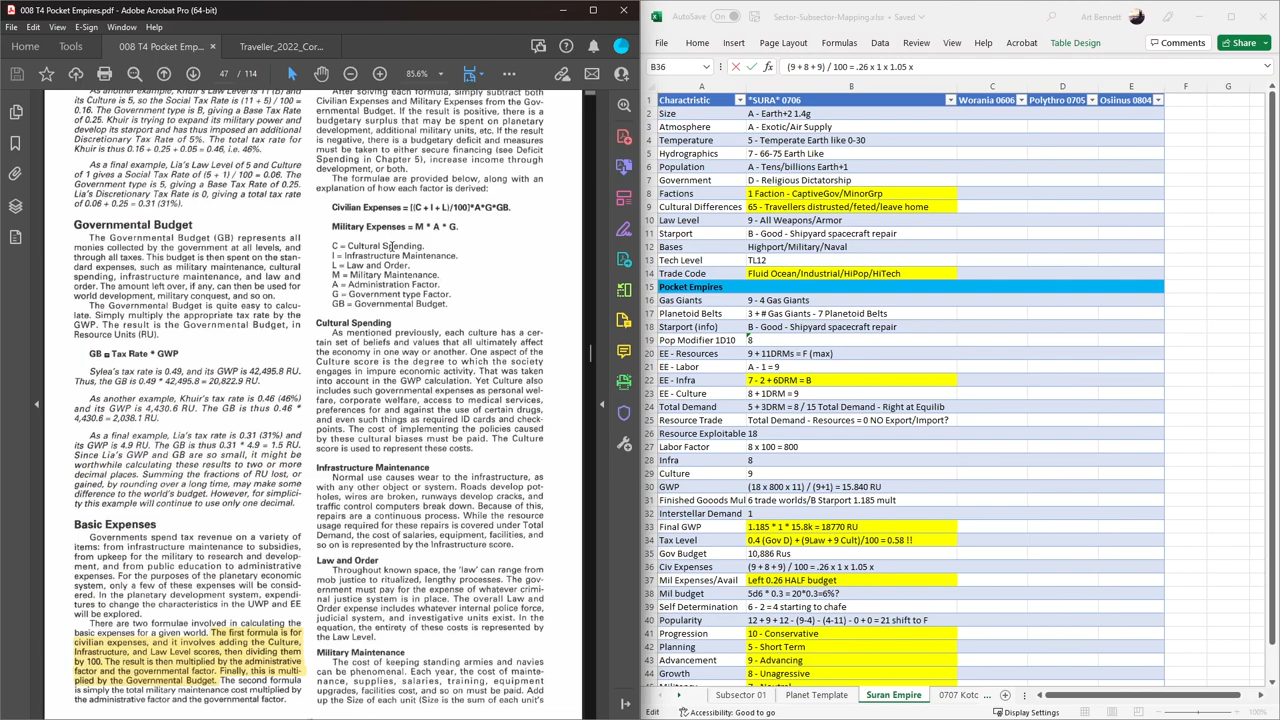 008 T4 Pocket Empires.pdf - Adobe Acrobat Pro (64-bit)
File Edit View E-Sign Window Help
Home Tools 008 T4 Pocket Emp... × Traveller_2022_Cor...
47 / 114 85.6%
As another example, Khuir's Law Level is 11 (B) and
its Culture is 5, so the Social Tax Rate is (11 + 5) / 100 =
0.16. The Government type is B, giving a Base Tax Rate
of 0.25. Khuir is trying to expand its military power and
develop its starport and has thus imposed an additional
Discretionary Tax Rate of 5%. The total tax rate for
Khuir is thus 0.16 + 0.25 + 0.05 = 0.46, i.e. 46%.
As a final example, Lia's Law Level of 5 and Culture
of 1 gives a Social Tax Rate of (5 + 1) / 100 = 0.06. The
Government type is 5, giving a Base Tax Rate of 0.25.
Lia's Discretionary Tax Rate is 0, giving a total tax rate
of 0.06 + 0.25 = 0.31 (31%).
Governmental Budget
The Governmental Budget (GB) represents all
monies collected by the government at all levels, and
through all taxes. This budget is then spent on the stan-
dard expenses, such as military maintenance, cultural
spending, infrastructure maintenance, and law and
order. The amount left over, if any, can then be used for
world development, military conquest, and so on.
The Governmental Budget is quite easy to calcu-
late. Simply multiply the appropriate tax rate by the
GWP. The result is the Governmental Budget, in
Resource Units (RU).
GB = Tax Rate * GWP
Sylea's tax rate is 0.49, and its GWP is 42,495.8 RU.
Thus, the GB is 0.49 * 42,495.8 = 20,822.9 RU.
As another example, Khuir's tax rate is 0.46 (46%)
and its GWP is 4,430.6 RU. The GB is thus 0.46 *
4,430.6 = 2,038.1 RU.
As a final example, Lia's tax rate is 0.31 (31%) and
its GWP is 4.9 RU. The GB is thus 0.31 * 4.9 = 1.5 RU.
Since Lia's GWP and GB are so small, it might be
worthwhile calculating these results to two or more
decimal places. Summing the fractions of RU lost, or
gained, by rounding over a long time, may make some
difference to the world's budget. However, for simplici-
ty this example will continue to use only one decimal.
Basic Expenses
Governments spend tax revenue on a variety of
items: from infrastructure maintenance to subsidies,
from upkeep for the military to research and develop-
ment, and from public education to administrative
expenses. For the purposes of the planetary economic
system, only a few of these expenses will be consid-
ered. In the planetary development system, expendi-
tures to change the characteristics in the UWP and EE
will be explored.
There are two formulae involved in calculating the
basic expenses for a given world. The first formula is for
civilian expenses, and it involves adding the Culture,
Infrastructure, and Law Level scores, then dividing them
by 100. The result is then multiplied by the administrative
factor and the governmental factor. Finally, this is multi-
plied by the Governmental Budget. The second formula
is simply the total military maintenance cost multiplied by
the administrative factor and the governmental factor.
After solving each formula, simply subtract both
Civilian Expenses and Military Expenses from the Gov-
ernmental Budget. If the result is positive, there is a
budgetary surplus that may be spent on planetary
development, additional military units, etc. If the result
is negative, there is a budgetary deficit and measures
must be taken to either secure financing (see Deficit
Spending in Chapter 5), increase income through
development, or both.
The formulae are provided below, along with an
explanation of how each factor is derived:
Civilian Expenses = [(C + I + L)/100]*A*G*GB.
Military Expenses = M * A * G.
C = Cultural Spending.
I = Infrastructure Maintenance.
L = Law and Order.
M = Military Maintenance.
A = Administration Factor.
G = Government type Factor.
GB = Governmental Budget.
Cultural Spending
As mentioned previously, each culture has a cer-
tain set of beliefs and values that all ultimately affect
the economy in one way or another. One aspect of the
Culture score is the degree to which the society
engages in impure economic activity. That was taken
into account in the GWP calculation. Yet Culture also
includes such governmental expenses as personal wel-
fare, corporate welfare, access to medical services,
preferences for and against the use of certain drugs,
and even such things as required ID cards and check-
points. The cost of implementing the policies caused
by these cultural biases must be paid. The Culture
score is used to represent these costs.
Infrastructure Maintenance
Normal use causes wear to the infrastructure, as
with any other object or system. Roads develop pot-
holes, wires are broken, runways develop cracks, and
traffic control computers break down. Because of this,
repairs are a continuous process. While the resource
usage required for these repairs is covered under Total
Demand, the cost of salaries, equipment, facilities, and
so on is represented by the Infrastructure score.
Law and Order
Throughout known space, the 'law' can range from
mob justice to ritualized, lengthy processes. The gov-
ernment must pay for the expense of whatever crimi-
nal justice system is in place. The overall Law and
Order expense includes whatever internal police force,
judicial system, and investigative units exist. In the
equation, the entirety of these costs is represented by
the Law Level.
Military Maintenance
The cost of keeping standing armies and navies
can be phenomenal. Each year, the cost of mainte-
nance, supplies, salaries, training, equipment
upgrades, facilities cost, and so on must be paid. Add
up the Size of each unit (Size is the sum of each unit's
AutoSave On Sector-Subsector-Mapping.xlsx - Saved Art Bennett
File Home Insert Draw Page Layout Formulas Data Review View Help Acrobat Table Design Comments Share
B36 fx (9 + 8 + 9) / 100 = .26 x 1 x 1.05 x
A B C D E F G
1 Charactristic *SURA* 0706 Worania 0606 Polythro 0705 Osiinus 0804
2 Size A - Earth+2 1.4g
3 Atmosphere A - Exotic/Air Supply
4 Temperature 5 - Temperate Earth like 0-30
5 Hydrographics 7 - 66-75 Earth Like
6 Population A - Tens/billions Earth+1
7 Government D - Religious Dictatorship
8 Factions 1 Faction - CaptiveGov/MinorGrp
9 Cultural Differences 65 - Travellers distrusted/feted/leave home
10 Law Level 9 - All Weapons/Armor
11 Starport B - Good - Shipyard spacecraft repair
12 Bases Highport/Military/Naval
13 Tech Level TL12
14 Trade Code Fluid Ocean/Industrial/HiPop/HiTech
15 Pocket Empires
16 Gas Giants 9 - 4 Gas Giants
17 Planetoid Belts 3 + # Gas Giants - 7 Planetoid Belts
18 Starport (info) B - Good - Shipyard spacecraft repair
19 Pop Modifier 1D10 8
20 EE - Resources 9 + 11DRMs = F (max)
21 EE - Labor A - 1 = 9
22 EE - Infra 7 - 2 + 6DRM = B
23 EE - Culture 8 + 1DRM = 9
24 Total Demand 5 + 3DRM = 8 / 15 Total Demand - Right at Equilib
25 Resource Trade Total Demand - Resources = 0 NO Export/Import?
26 Resource Exploitable 18
27 Labor Factor 8 x 100 = 800
28 Infra 8
29 Culture 9
30 GWP (18 x 800 x 11) / (9+1) = 15.840 RU
31 Finished Gooods Mul 6 trade worlds/B Starport 1.185 mult
32 Interstellar Demand 1
33 Final GWP 1.185 * 1 * 15.8k = 18770 RU
34 Tax Level 0.4 (Gov D) + (9Law + 9 Cult)/100 = 0.58 !!
35 Gov Budget 10,886 Rus
36 Civ Expenses (9 + 8 + 9) / 100 = .26 x 1 x 1.05 x
37 Mil Expenses/Avail Left 0.26 HALF budget
38 Mil budget 5d6 * 0.3 = 20*0.3=6%?
39 Self Determination 6 - 2 = 4 starting to chafe
40 Popularity 12 + 9 + 12 - (9-4) - (4-11) - 0 + 0 = 21 shift to F
41 Progression 10 - Conservative
42 Planning 5 - Short Term
43 Advancement 9 - Advancing
44 Growth 8 - Unagressive
Subsector 01 Planet Template Suran Empire 0707 Kotc ...
Edit Accessibility: Good to go Display Settings 100%